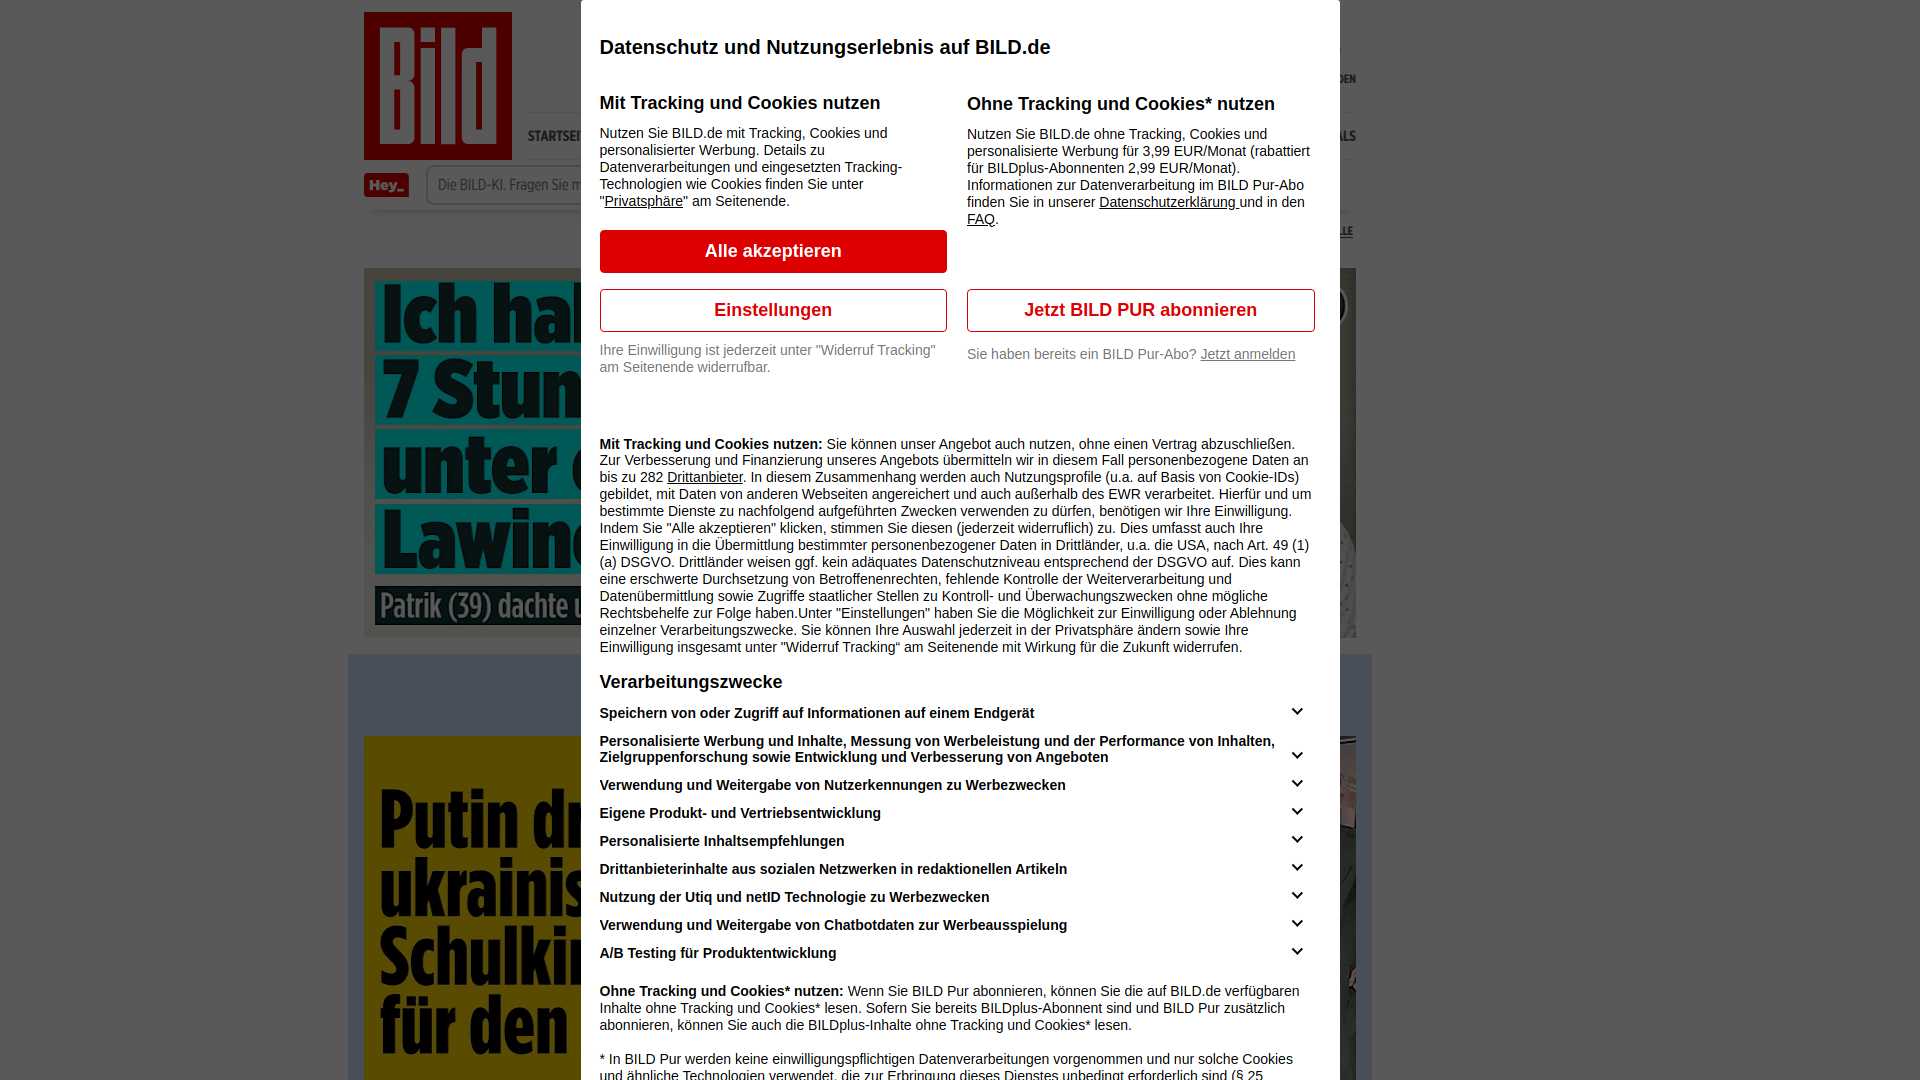 Bild
Datenschutz und Nutzungserlebnis auf BILD.de
STARTSEI
Hey_
Die BILD-KI. Fragen Sie m
Mit Tracking und Cookies nutzen
Nutzen Sie BILD.de mit Tracking, Cookies und
personalisierter Werbung. Details zu
Datenverarbeitungen und eingesetzten Tracking-
Technologien wie Cookies finden Sie unter
"Privatsphäre" am Seitenende.
Alle akzeptieren
Einstellungen
Ihre Einwilligung ist jederzeit unter "Widerruf Tracking"
am Seitenende widerrufbar.
Ohne Tracking und Cookies* nutzen
Nutzen Sie BILD.de ohne Tracking, Cookies und
personalisierte Werbung für 3,99 EUR/Monat (rabattiert
für BILDplus-Abonnenten 2,99 EUR/Monat).
Informationen zur Datenverarbeitung im BILD Pur-Abo
finden Sie in unserer Datenschutzerklärung und in den
FAQ.
Jetzt BILD PUR abonnieren
Sie haben bereits ein BILD Pur-Abo? Jetzt anmelden
DEN
ALS
LLE
Ich hal
7 Stun
unter
Lawine
Patrik (39) dachte u
Mit Tracking und Cookies nutzen: Sie können unser Angebot auch nutzen, ohne einen Vertrag abzuschließen.
Zur Verbesserung und Finanzierung unseres Angebots übermitteln wir in diesem Fall personenbezogene Daten an
bis zu 282 Drittanbieter. In diesem Zusammenhang werden auch Nutzungsprofile (u.a. auf Basis von Cookie-IDs)
gebildet, mit Daten von anderen Webseiten angereichert und auch außerhalb des EWR verarbeitet. Hierfür und um
bestimmte Dienste zu nachfolgend aufgeführten Zwecken verwenden zu dürfen, benötigen wir Ihre Einwilligung.
Indem Sie "Alle akzeptieren" klicken, stimmen Sie diesen (jederzeit widerruflich) zu. Dies umfasst auch Ihre
Einwilligung in die Übermittlung bestimmter personenbezogener Daten in Drittländer, u.a. die USA, nach Art. 49 (1)
(a) DSGVO. Drittländer weisen ggf. kein adäquates Datenschutzniveau entsprechend der DSGVO auf. Dies kann
eine erschwerte Durchsetzung von Betroffenenrechten, fehlende Kontrolle der Weiterverarbeitung und
Datenübermittlung sowie Zugriffe staatlicher Stellen zu Kontroll- und Überwachungszwecken ohne mögliche
Rechtsbehelfe zur Folge haben.Unter "Einstellungen" haben Sie die Möglichkeit zur Einwilligung oder Ablehnung
einzelner Verarbeitungszwecke. Sie können Ihre Auswahl jederzeit in der Privatsphäre ändern sowie Ihre
Einwilligung insgesamt unter "Widerruf Tracking“ am Seitenende mit Wirkung für die Zukunft widerrufen.
Verarbeitungszwecke
Speichern von oder Zugriff auf Informationen auf einem Endgerät
Personalisierte Werbung und Inhalte, Messung von Werbeleistung und der Performance von Inhalten,
Zielgruppenforschung sowie Entwicklung und Verbesserung von Angeboten
Verwendung und Weitergabe von Nutzerkennungen zu Werbezwecken
Eigene Produkt- und Vertriebsentwicklung
Personalisierte Inhaltsempfehlungen
Drittanbieterinhalte aus sozialen Netzwerken in redaktionellen Artikeln
Nutzung der Utiq und netID Technologie zu Werbezwecken
Verwendung und Weitergabe von Chatbotdaten zur Werbeausspielung
A/B Testing für Produktentwicklung
Putin dr
ukrainis
Schulkin
für den
Ohne Tracking und Cookies* nutzen: Wenn Sie BILD Pur abonnieren, können Sie die auf BILD.de verfügbaren
Inhalte ohne Tracking und Cookies* lesen. Sofern Sie bereits BILDplus-Abonnent sind und BILD Pur zusätzlich
abonnieren, können Sie auch die BILDplus-Inhalte ohne Tracking und Cookies* lesen.
* In BILD Pur werden keine einwilligungspflichtigen Datenverarbeitungen vorgenommen und nur solche Cookies
und ähnliche Technologien verwendet, die zur Erbringung dieses Dienstes unbedingt erforderlich sind (§ 25